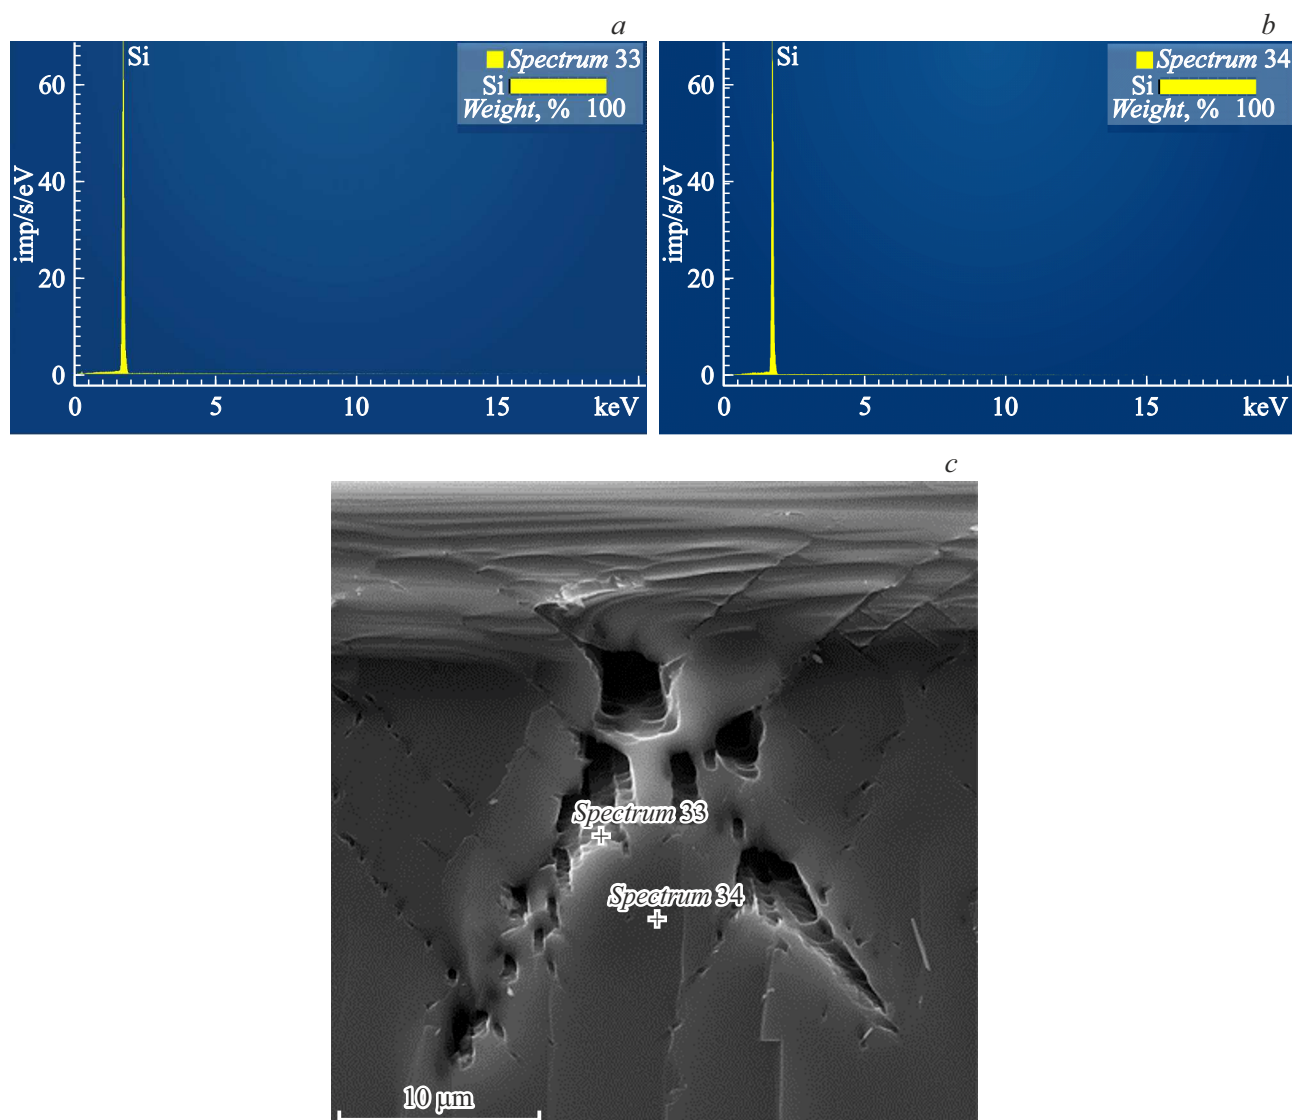 a
Si
Spectrum 33
Si
Weight, % 100
imp/s/eV
60
40
20
0
0 5 10 15 keV
b
Si
Spectrum 34
Si
Weight, % 100
imp/s/eV
60
40
20
0
0 5 10 15 keV
c
Spectrum 33
Spectrum 34
10 μm